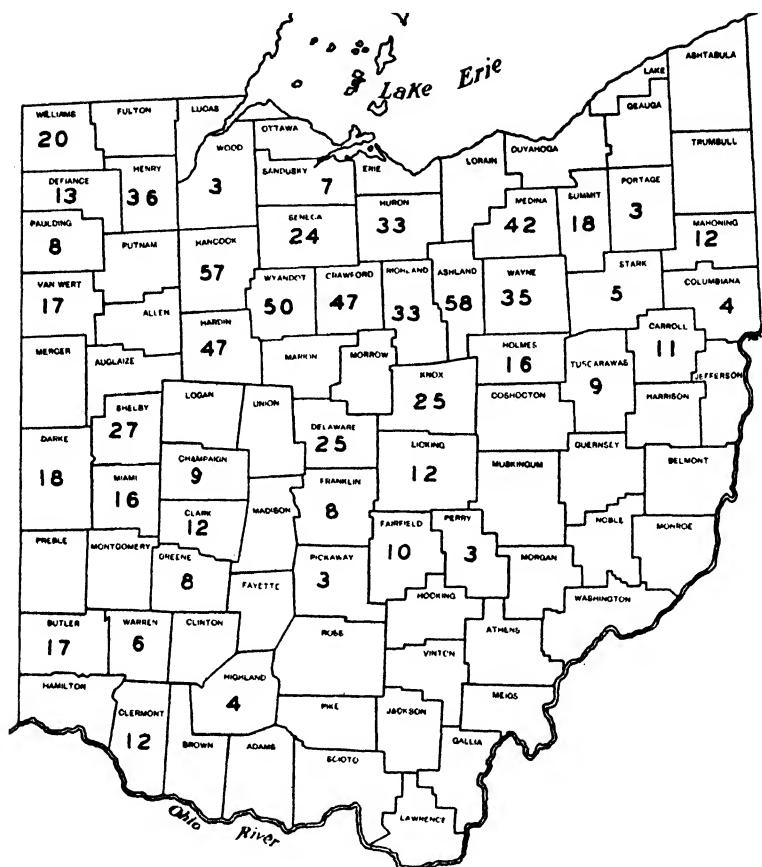 Lake Erie
ASHTABULA
LAKE
GEAUGA
WILLIAMS
20
FULTON
LUCAS
OTTAWA
CUYAHOGA
TRUMBULL
WOOD
3
HENRY
36
SANDUSKY
7
ERIE
LORAIN
DEFIANCE
13
MEDINA
42
SUMMIT
18
PORTAGE
3
PAULDING
8
PUTNAM
HANCOCK
57
SENECA
24
HURON
33
MAHONING
12
VAN WERT
17
ALLEN
WYANDOT
50
CRAWFORD
47
RICHLAND
33
ASHLAND
58
WAYNE
35
STARK
5
COLUMBIANA
4
HARDIN
47
MERCER
AUGLAIZE
MARION
MORROW
HOLMES
16
CARROLL
11
TUSCARAWAS
9
JEFFERSON
KNOX
25
COSHOCTON
HARRISON
LOGAN
UNION
SHELBY
27
DELAWARE
25
DARKE
18
CHAMPAIGN
9
LICKING
12
GUERNSEY
BELMONT
MUSKINGUM
MIAMI
16
FRANKLIN
8
CLARK
12
MADISON
FAIRFIELD
10
PERRY
3
NOBLE
MONROE
PREBLE
MONTGOMERY
GREENE
8
PICKAWAY
3
MORGAN
FAYETTE
HOCKING
WASHINGTON
BUTLER
17
WARREN
6
CLINTON
ROSS
ATHENS
VINTON
HAMILTON
HIGHLAND
4
CLERMONT
12
PIKE
JACKSON
MEIGS
BROWN
ADAMS
SCIOTO
GALLIA
LAWRENCE
Ohio River